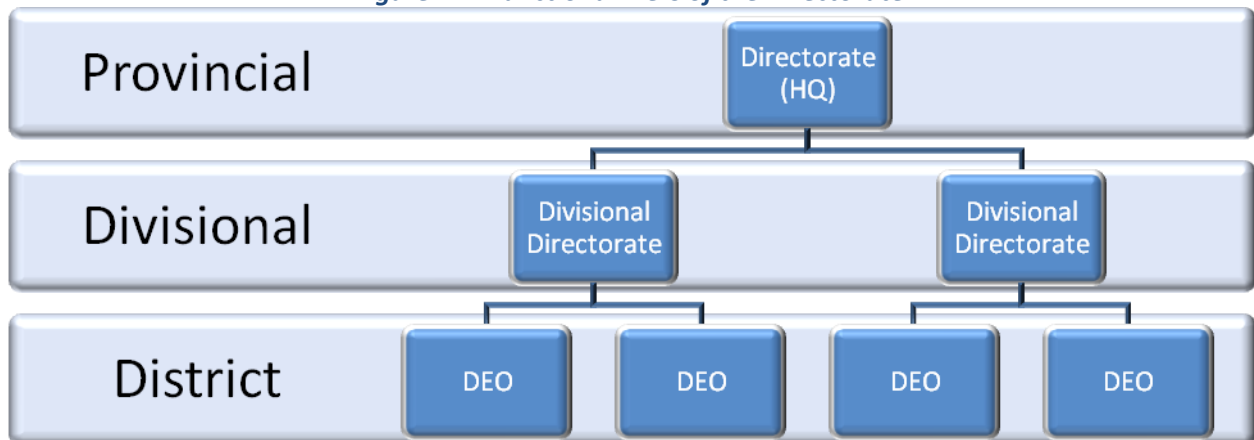 Provincial
Directorate
(HQ)
Divisional
Divisional
Directorate
Divisional
Directorate
District
DEO
DEO
DEO
DEO